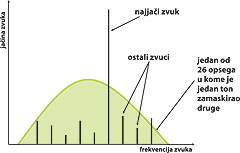 najjači zvuk
jačina zvuka
ostali zvuci
jedan od
26 opsega
u kome je
jedan ton
zamaskirao
druge
frekvencija zvuka